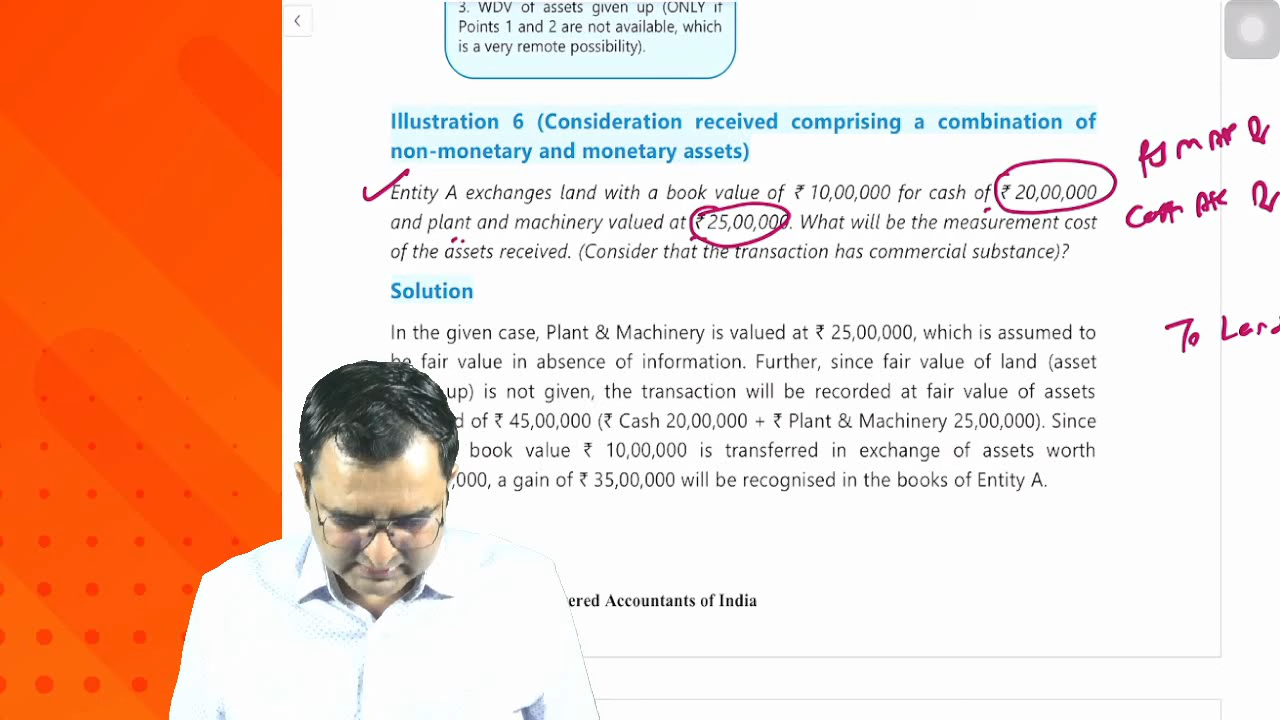 3. WDV of assets given up (ONLY if
Points 1 and 2 are not available, which
is a very remote possibility).
Illustration 6 (Consideration received comprising a combination of
non-monetary and monetary assets)
Entity A exchanges land with a book value of ₹ 10,00,000 for cash of ₹ 20,00,000
and plant and machinery valued at ₹ 25,00,000. What will be the measurement cost
of the assets received. (Consider that the transaction has commercial substance)?
Solution
In the given case, Plant & Machinery is valued at ₹ 25,00,000, which is assumed to
be fair value in absence of information. Further, since fair value of land (asset
up) is not given, the transaction will be recorded at fair value of assets
d of ₹ 45,00,000 (₹ Cash 20,00,000 + ₹ Plant & Machinery 25,00,000). Since
book value ₹ 10,00,000 is transferred in exchange of assets worth
,000, a gain of ₹ 35,00,000 will be recognised in the books of Entity A.
ered Accountants of India
Cash A/c Dr
To Land